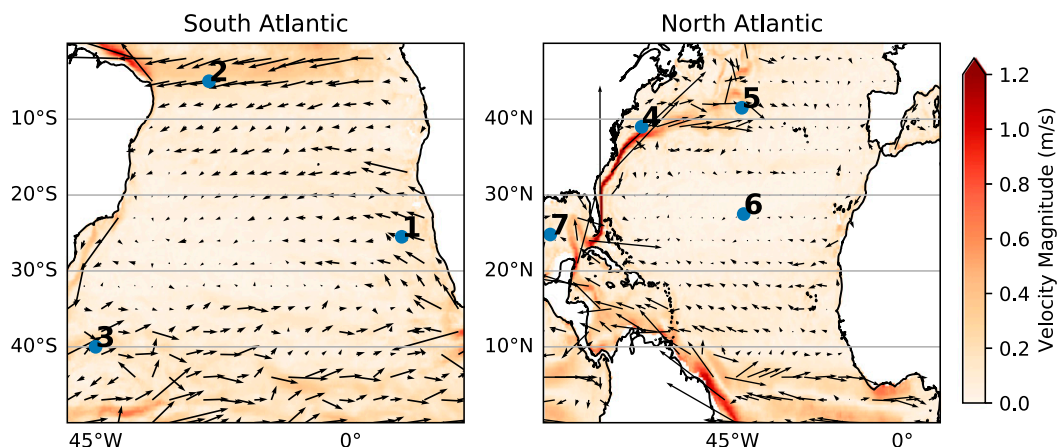 South Atlantic
North Atlantic
2
1
3
10°S
20°S
30°S
40°S
45°W
0°
4
5
6
7
40°N
30°N
20°N
10°N
45°W
0°
1.2
1.0
0.8
0.6
0.4
0.2
0.0
Velocity Magnitude (m/s)